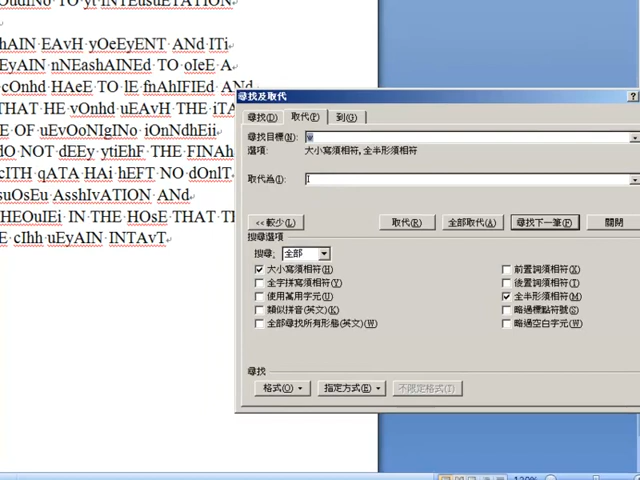 oudINo TO yt INTEusuETATION
hAIN EAvH yOeEyENT ANd ITi
EyAIN nNEashAINEd TO oIeE A
cOnhd HAeE TO lE fnAhIFIEd ANd
THAT HE vOnhd uEAvH THE iTA
E OF uEvOoNIgINo iOnNdhEii
dO NOT dEEy ytiEhF THE FINAh
cITH qATA HAi hEFT NO dOnlT
suOsEu AsshIvATION ANd
HEOuIEi IN THE HOsE THAT T
E cIhh uEyAIN INTAvT
尋找及取代
?
尋找(D) 取代(P) 到(G)
尋找目標(N):
選項: 大小寫須相符, 全半形須相符
取代為(I):
<< 較少(L) 取代(R) 全部取代(A) 尋找下一筆(F) 關閉
搜尋選項
搜尋: 全部
大小寫須相符(H) 前置詞須相符(X)
全字拼寫須相符(Y) 後置詞須相符(T)
使用萬用字元(U) 全半形須相符(M)
類似拼音(英文)(K) 略過標點符號(S)
全部尋找所有形態(英文)(W) 略過空白字元(W)
尋找
格式(O) 指定方式(E) 不限定格式(T)
120%